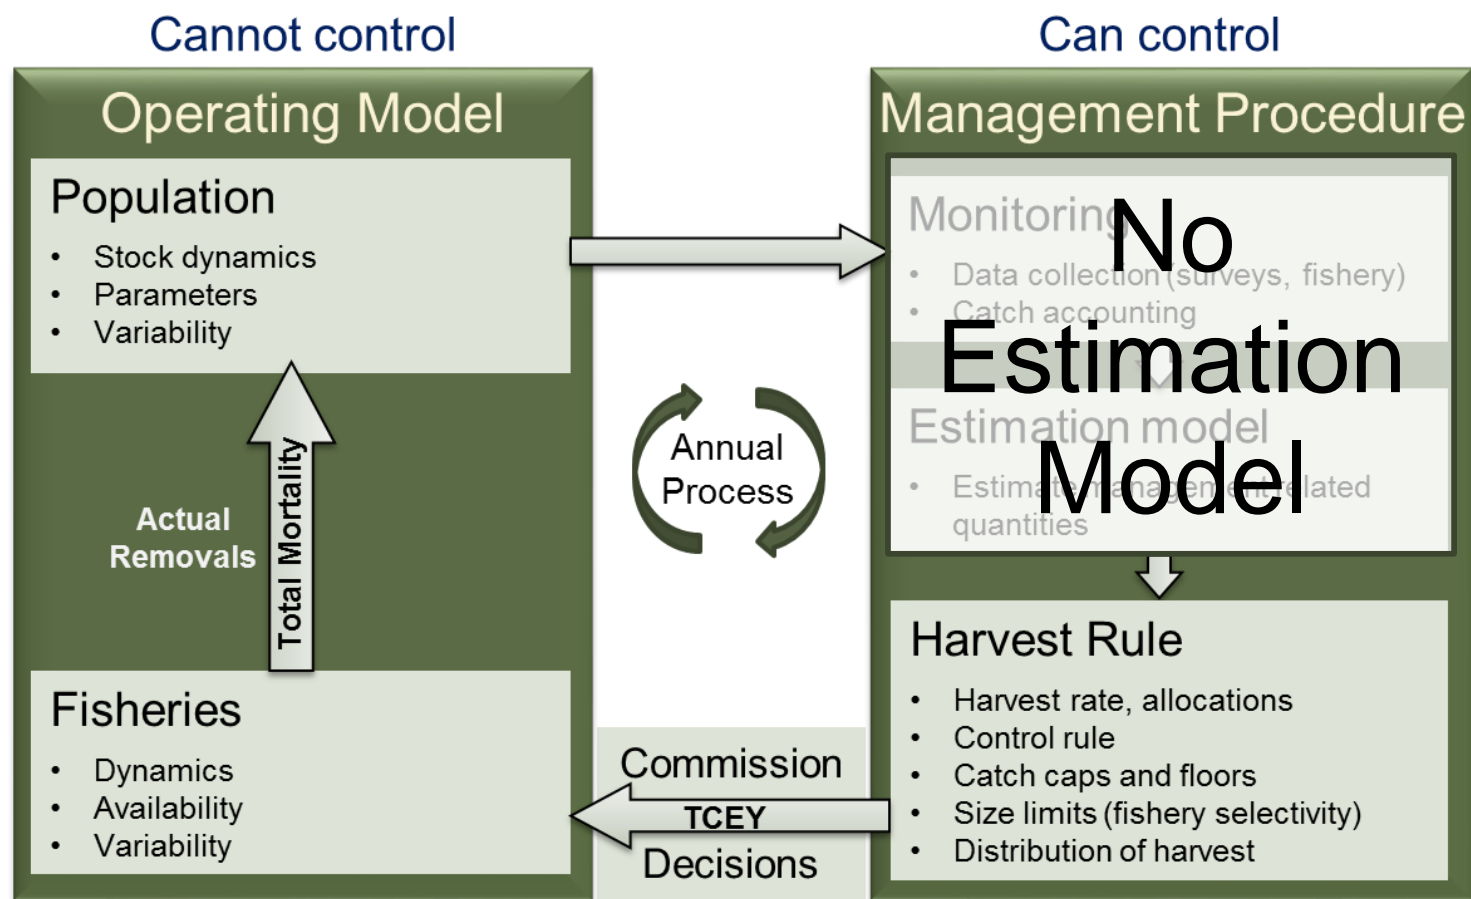 Cannot control
Can control
Operating Model
Population
• Stock dynamics
• Parameters
• Variability
Actual
Removals
Total Mortality
Fisheries
• Dynamics
• Availability
• Variability
Annual
Process
Commission
TCEY
Decisions
Management Procedure
No
Estimation
Model
Monitoring
• Data collection (surveys, fishery)
• Catch accounting
Estimation model
• Estimate management related
quantities
Harvest Rule
• Harvest rate, allocations
• Control rule
• Catch caps and floors
• Size limits (fishery selectivity)
• Distribution of harvest